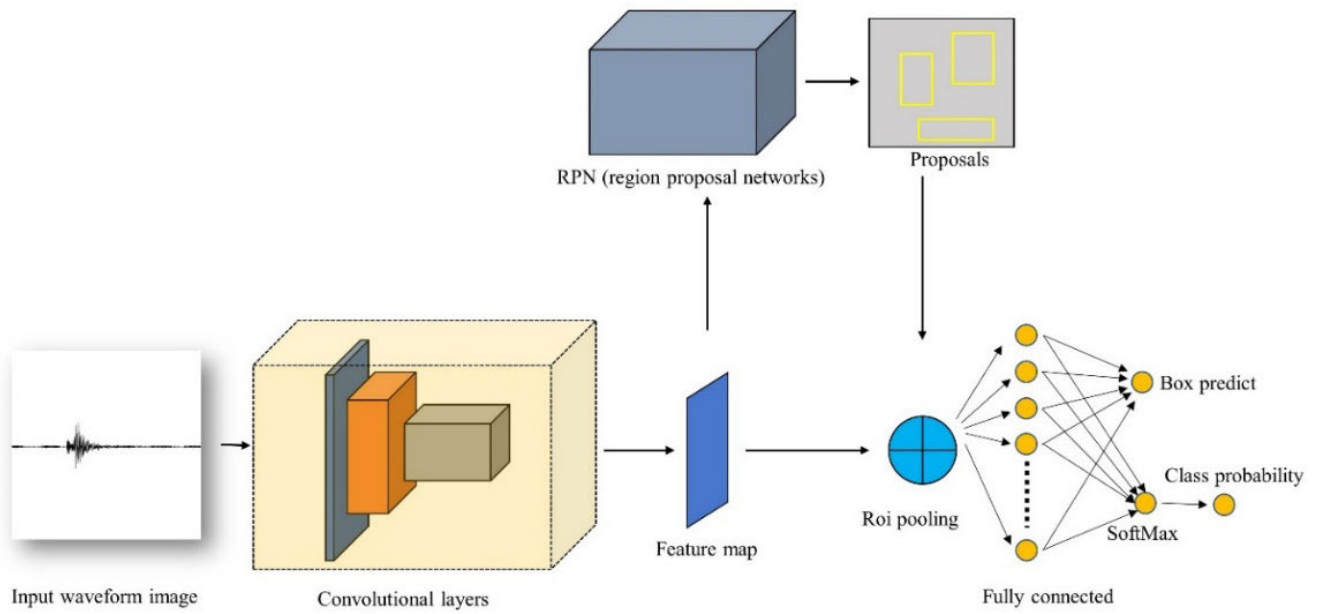 RPN (region proposal networks)
Proposals
Input waveform image
Convolutional layers
Feature map
Roi pooling
Fully connected
Box predict
Class probability
SoftMax